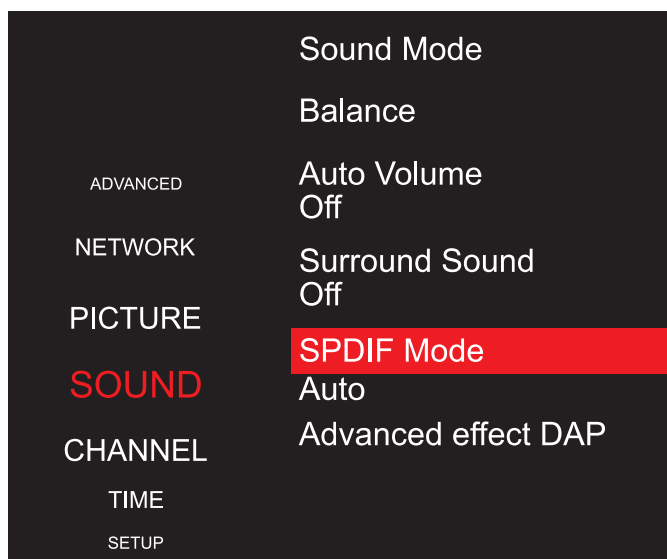 ADVANCED
NETWORK
PICTURE
SOUND
CHANNEL
TIME
SETUP
Sound Mode
Balance
Auto Volume
Off
Surround Sound
Off
SPDIF Mode
Auto
Advanced effect DAP